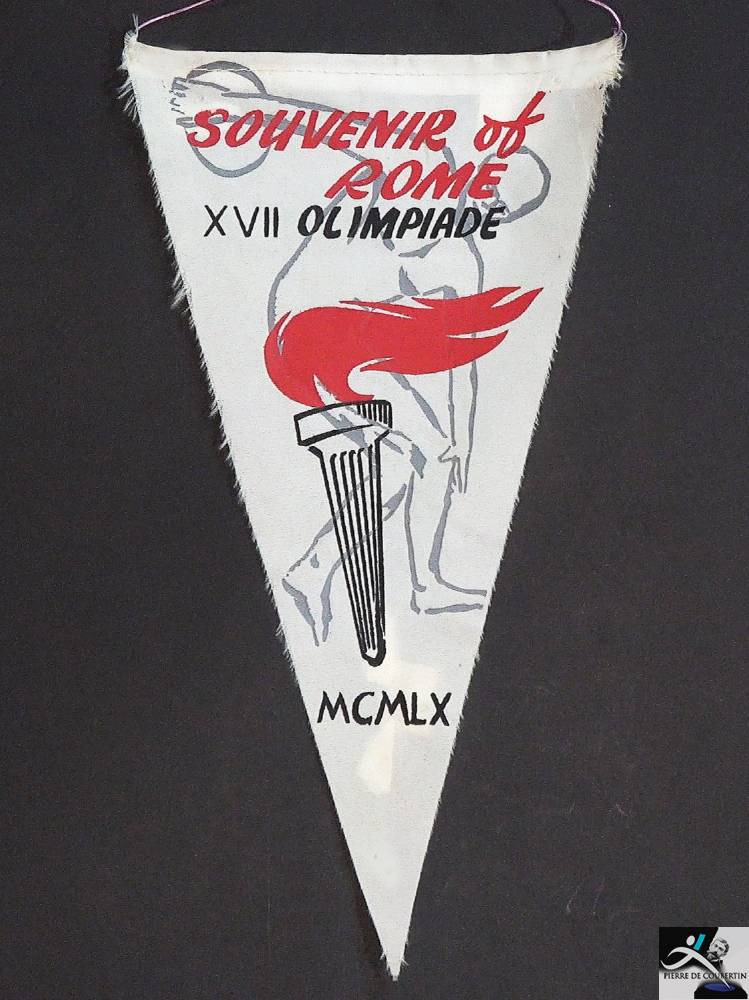 SOUVENIR of
ROME
XVII OLIMPIADE
MCMLX
PIERRE DE COUBERTIN